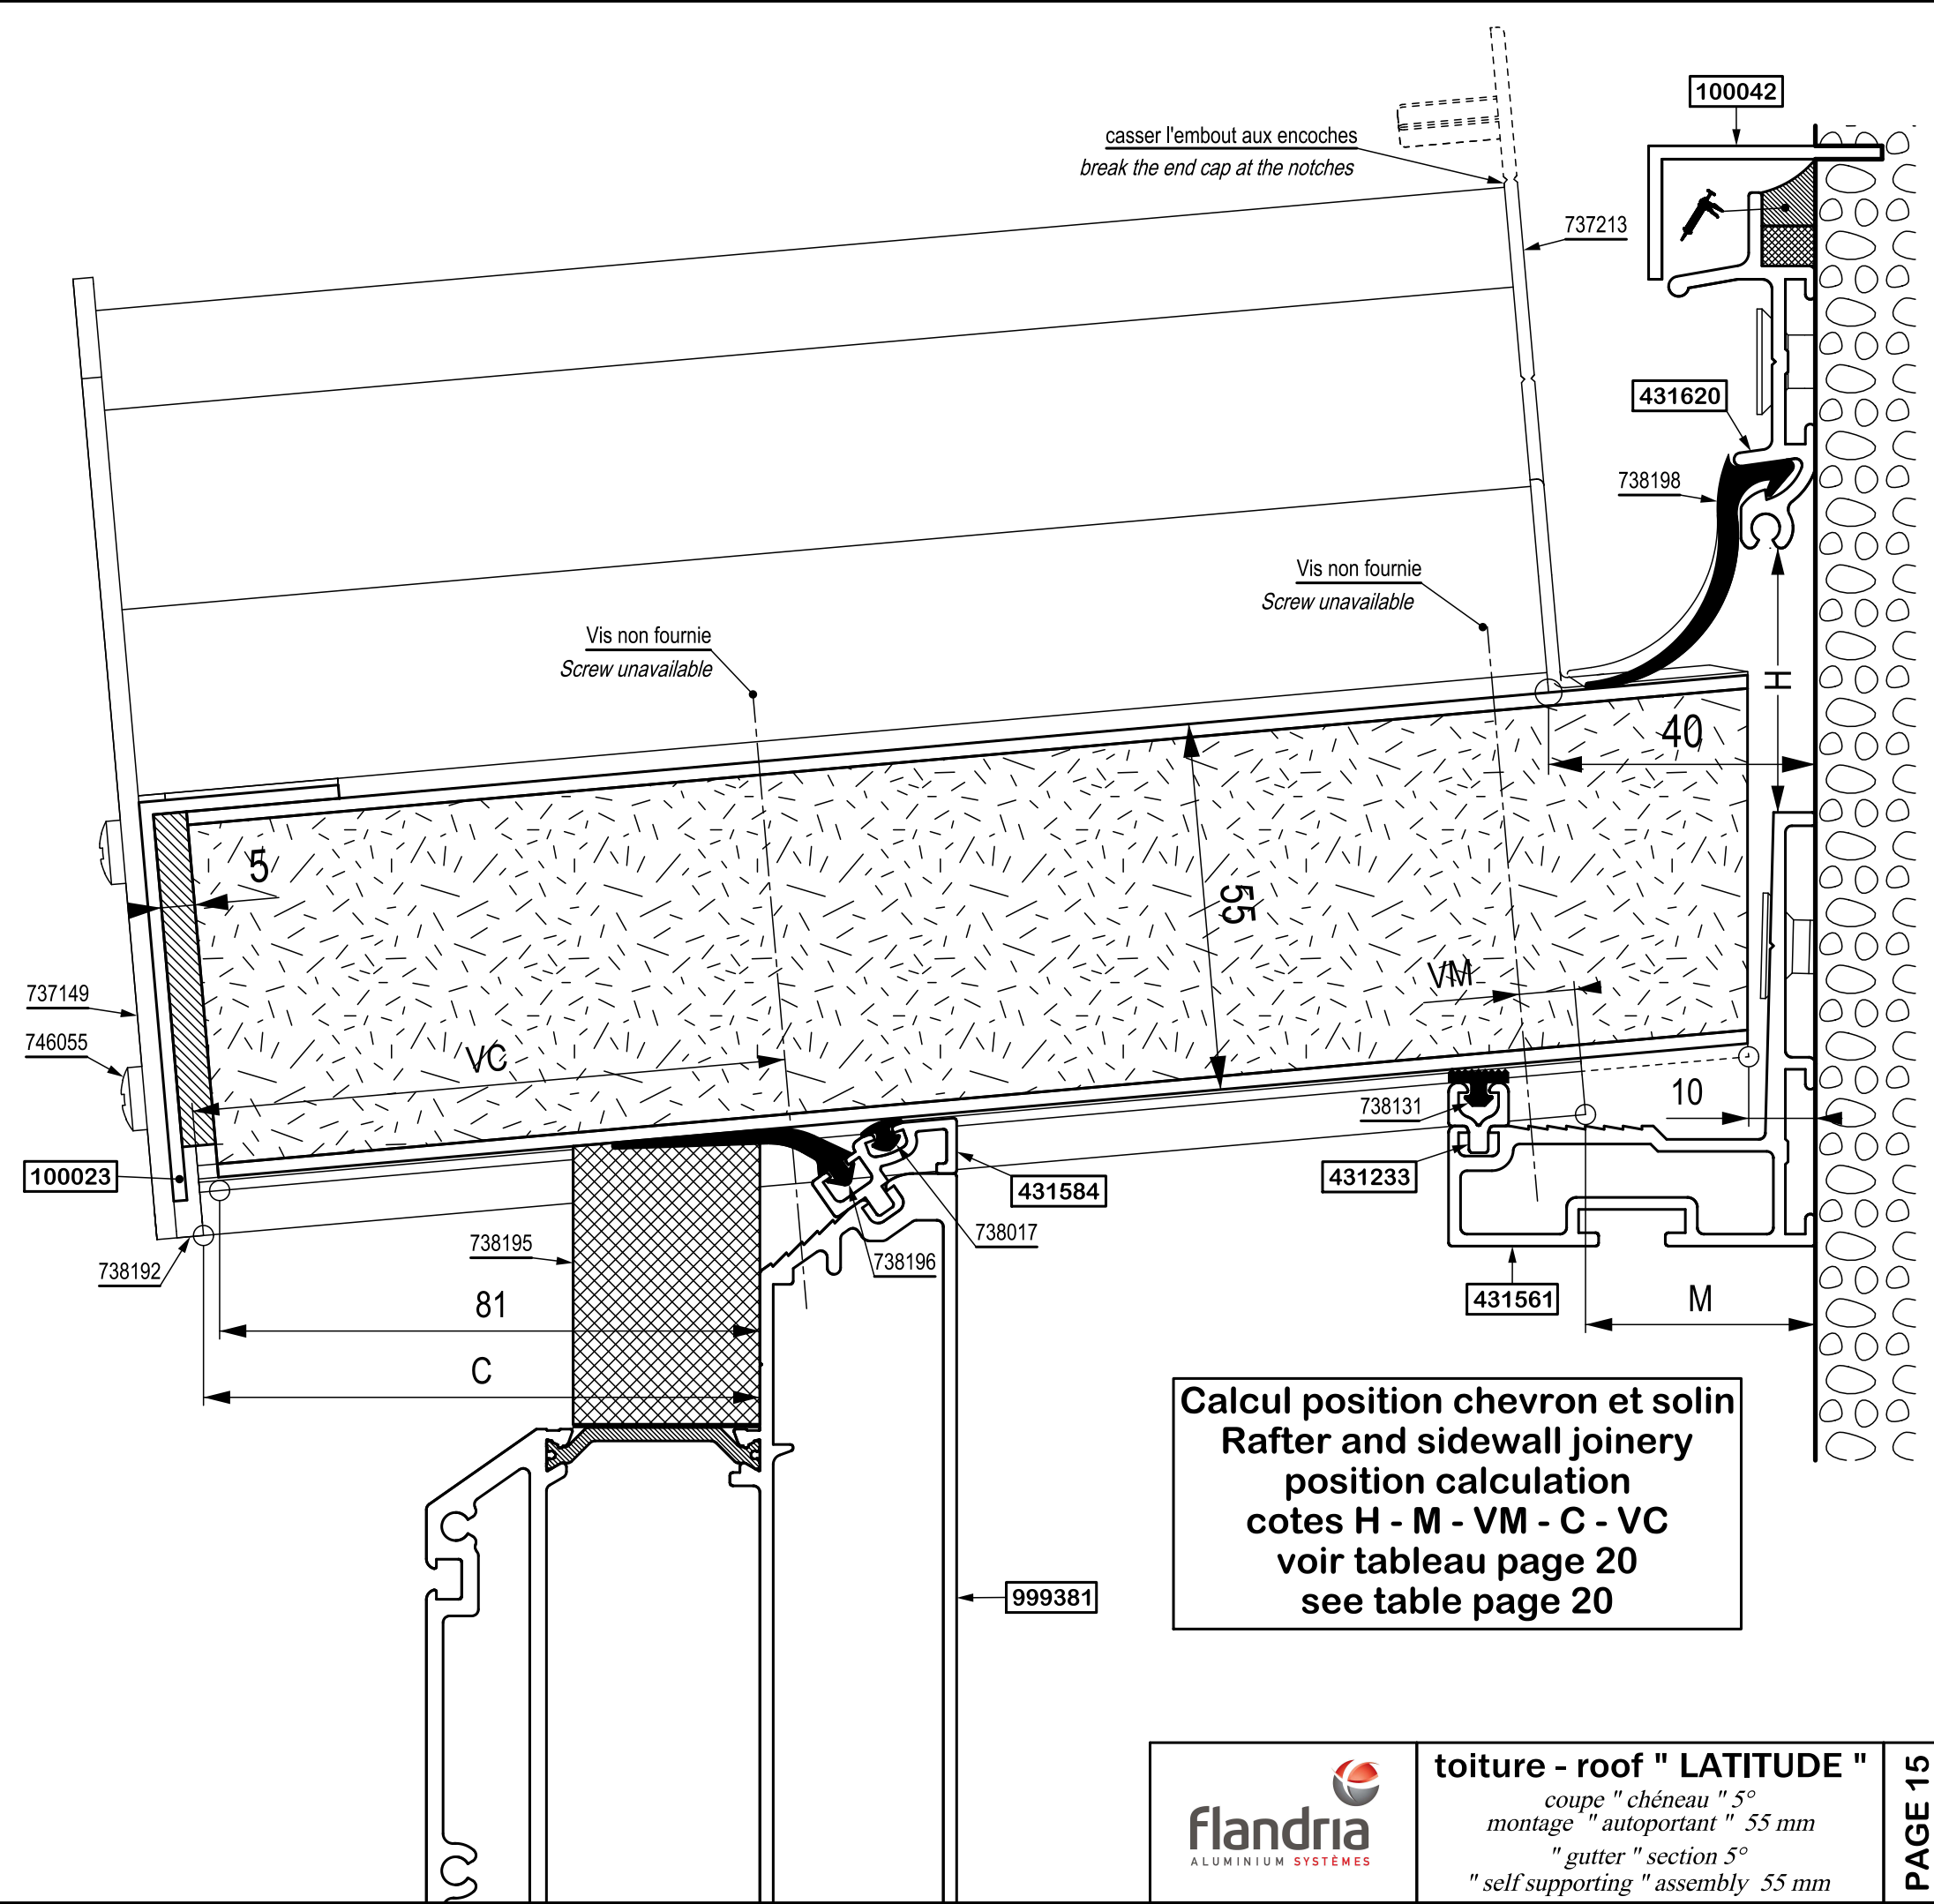 100042
casser l'embout aux encoches
break the end cap at the notches
737213
431620
738198
Vis non fournie
Screw unavailable
Vis non fournie
Screw unavailable
H
40
5
55
VM
737149
746055
VC
738131
10
100023
431584
431233
738195
738017
738196
738192
81
431561
M
C
Calcul position chevron et solin
Rafter and sidewall joinery
position calculation
cotes H - M - VM - C - VC
voir tableau page 20
see table page 20
999381
flandria
ALUMINIUM SYSTÈMES
toiture - roof " LATITUDE "
coupe " chéneau " 5°
montage " autoportant " 55 mm
" gutter " section 5°
" self supporting " assembly 55 mm
PAGE 15